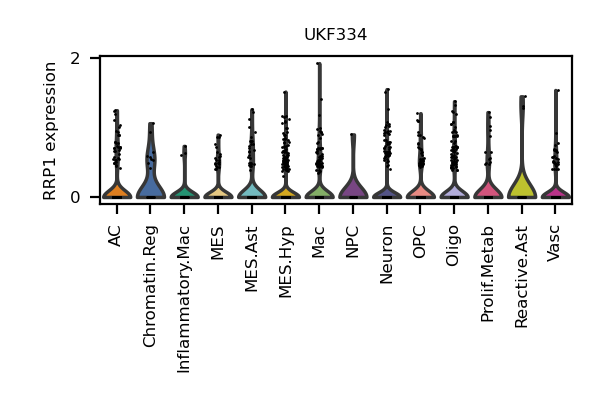 UKF334
RRP1 expression
2
0
AC
Chromatin.Reg
Inflammatory.Mac
MES
MES.Ast
MES.Hyp
Mac
NPC
Neuron
OPC
Oligo
Prolif.Metab
Reactive.Ast
Vasc